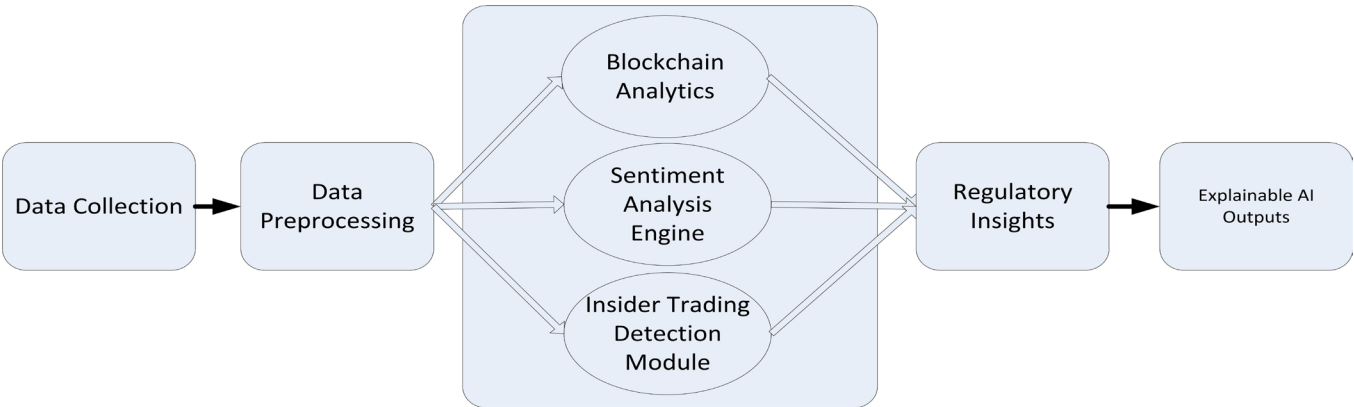 Data Collection
Data
Preprocessing
Blockchain
Analytics
Sentiment
Analysis
Engine
Insider Trading
Detection
Module
Regulatory
Insights
Explainable AI
Outputs